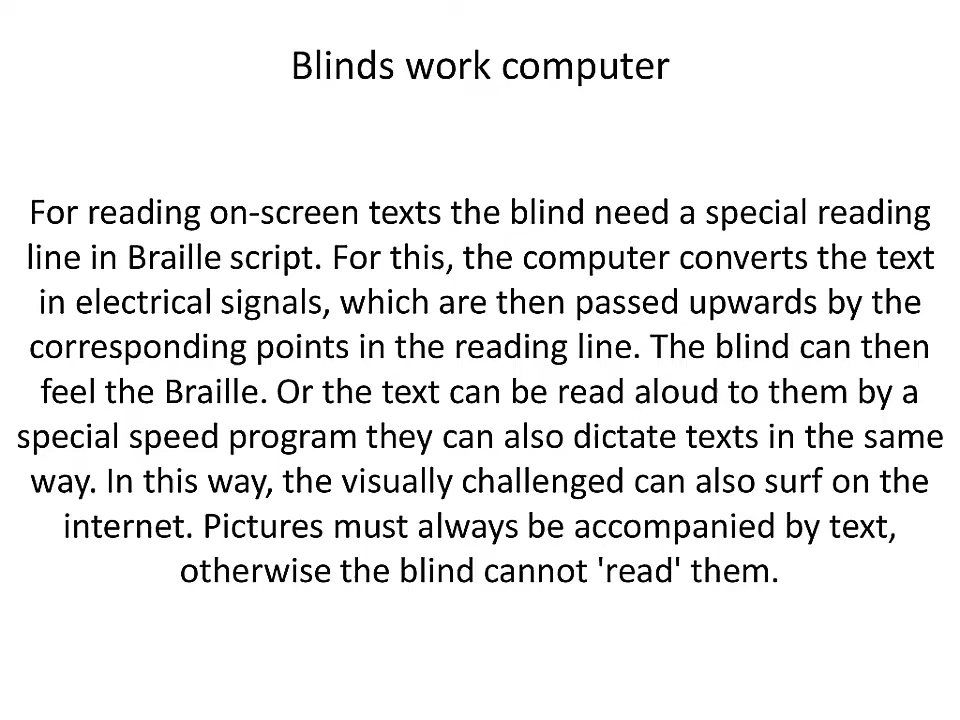 Blinds work computer
For reading on-screen texts the blind need a special reading
line in Braille script. For this, the computer converts the text
in electrical signals, which are then passed upwards by the
corresponding points in the reading line. The blind can then
feel the Braille. Or the text can be read aloud to them by a
special speed program they can also dictate texts in the same
way. In this way, the visually challenged can also surf on the
internet. Pictures must always be accompanied by text,
otherwise the blind cannot 'read' them.